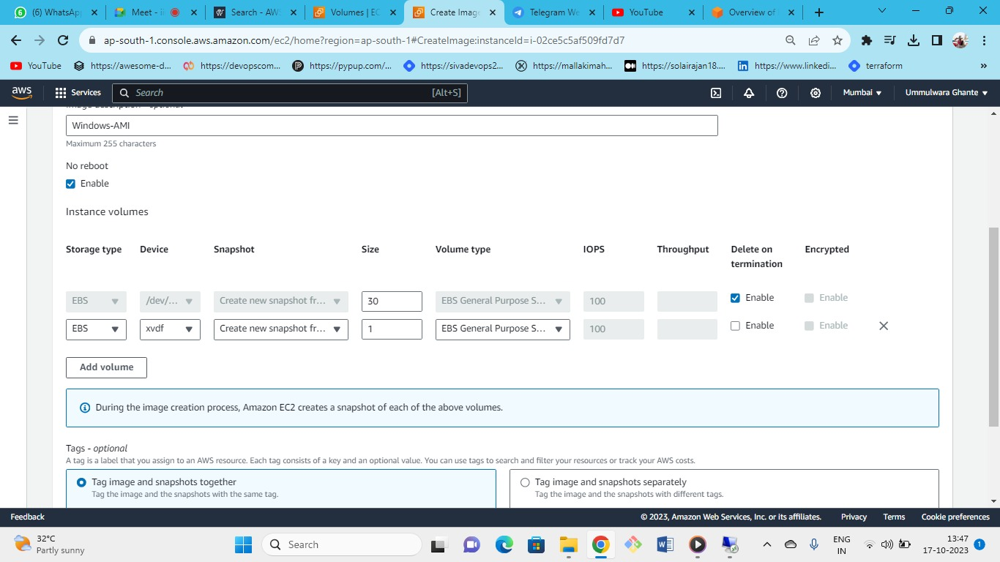 (6) WhatsAp
Meet - ii
Search - AW
Volumes | EC
Create Image
Telegram We
YouTube
Overview of
ap-south-1.console.aws.amazon.com/ec2/home?region=ap-south-1#CreateImage:instanceId=i-02ce5c5af509fd7d7
YouTube
https://awesome-d...
https://devopscom...
https://pypup.com/...
https://sivadevops2...
https://mallakimah...
https://solairajan18....
https://www.linkedi...
terraform
»
aws
Services
Search
[Alt+S]
Mumbai
Ummulwara Ghante
Image description - optional
Windows-AMI
Maximum 255 characters
No reboot
Enable
Instance volumes
Storage type
Device
Snapshot
Size
Volume type
IOPS
Throughput
Delete on
termination
Encrypted
EBS
/dev/...
Create new snapshot fr...
30
EBS General Purpose S...
100
Enable
Enable
EBS
xvdf
Create new snapshot fr...
1
EBS General Purpose S...
100
Enable
Enable
Add volume
During the image creation process, Amazon EC2 creates a snapshot of each of the above volumes.
Tags - optional
A tag is a label that you assign to an AWS resource. Each tag consists of a key and an optional value. You can use tags to search and filter your resources or track your AWS costs.
Tag image and snapshots together
Tag the image and the snapshots with the same tag.
Tag image and snapshots separately
Tag the image and the snapshots with different tags.
Feedback
© 2023, Amazon Web Services, Inc. or its affiliates.
Privacy
Terms
Cookie preferences
32°C
Partly sunny
Search
ENG
IN
13:47
17-10-2023
1